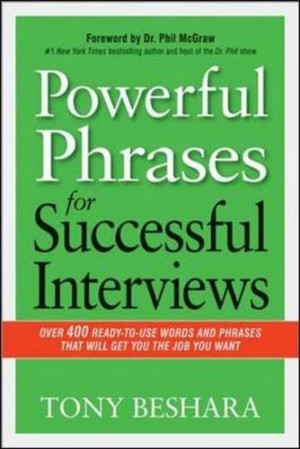 Foreword by Dr. Phil McGraw
#1 New York Times bestselling author and host of the Dr. Phil show
Powerful
Phrases
for
Successful
Interviews
OVER 400 READY-TO-USE WORDS AND PHRASES
THAT WILL GET YOU THE JOB YOU WANT
TONY BESHARA